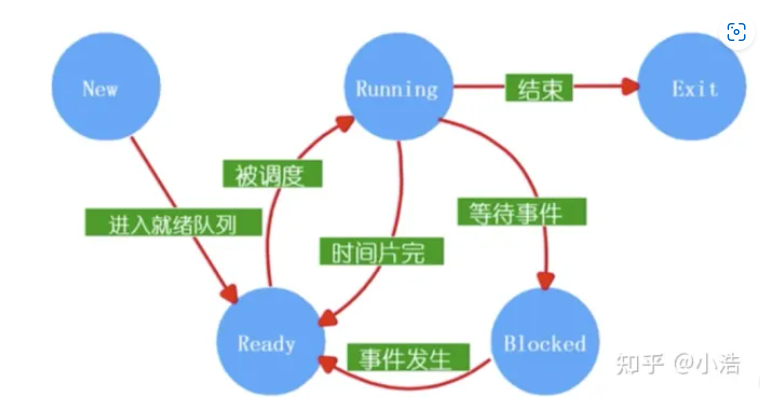 New
Running
结束
Exit
被调度
进入就绪队列
等待事件
时间片完
Ready
事件发生
Blocked
知乎 @小浩